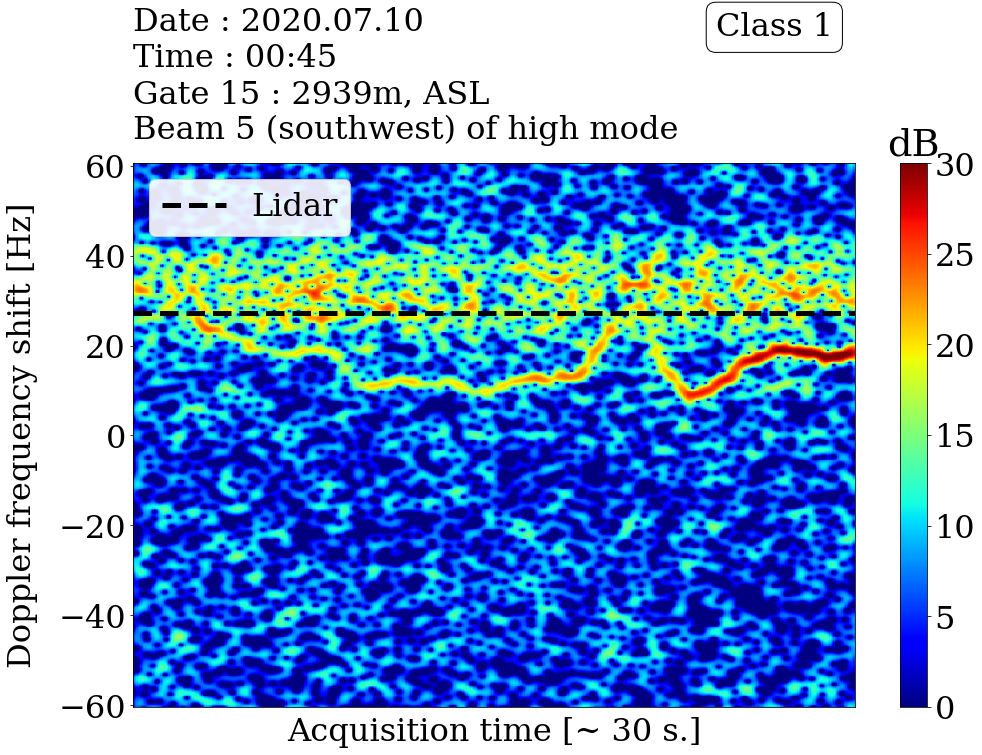 Date : 2020.07.10
Time : 00:45
Gate 15 : 2939m, ASL
Beam 5 (southwest) of high mode
Class 1
dB
Lidar
Doppler frequency shift [Hz]
60
40
20
0
−20
−40
−60
30
25
20
15
10
5
0
Acquisition time [~ 30 s.]